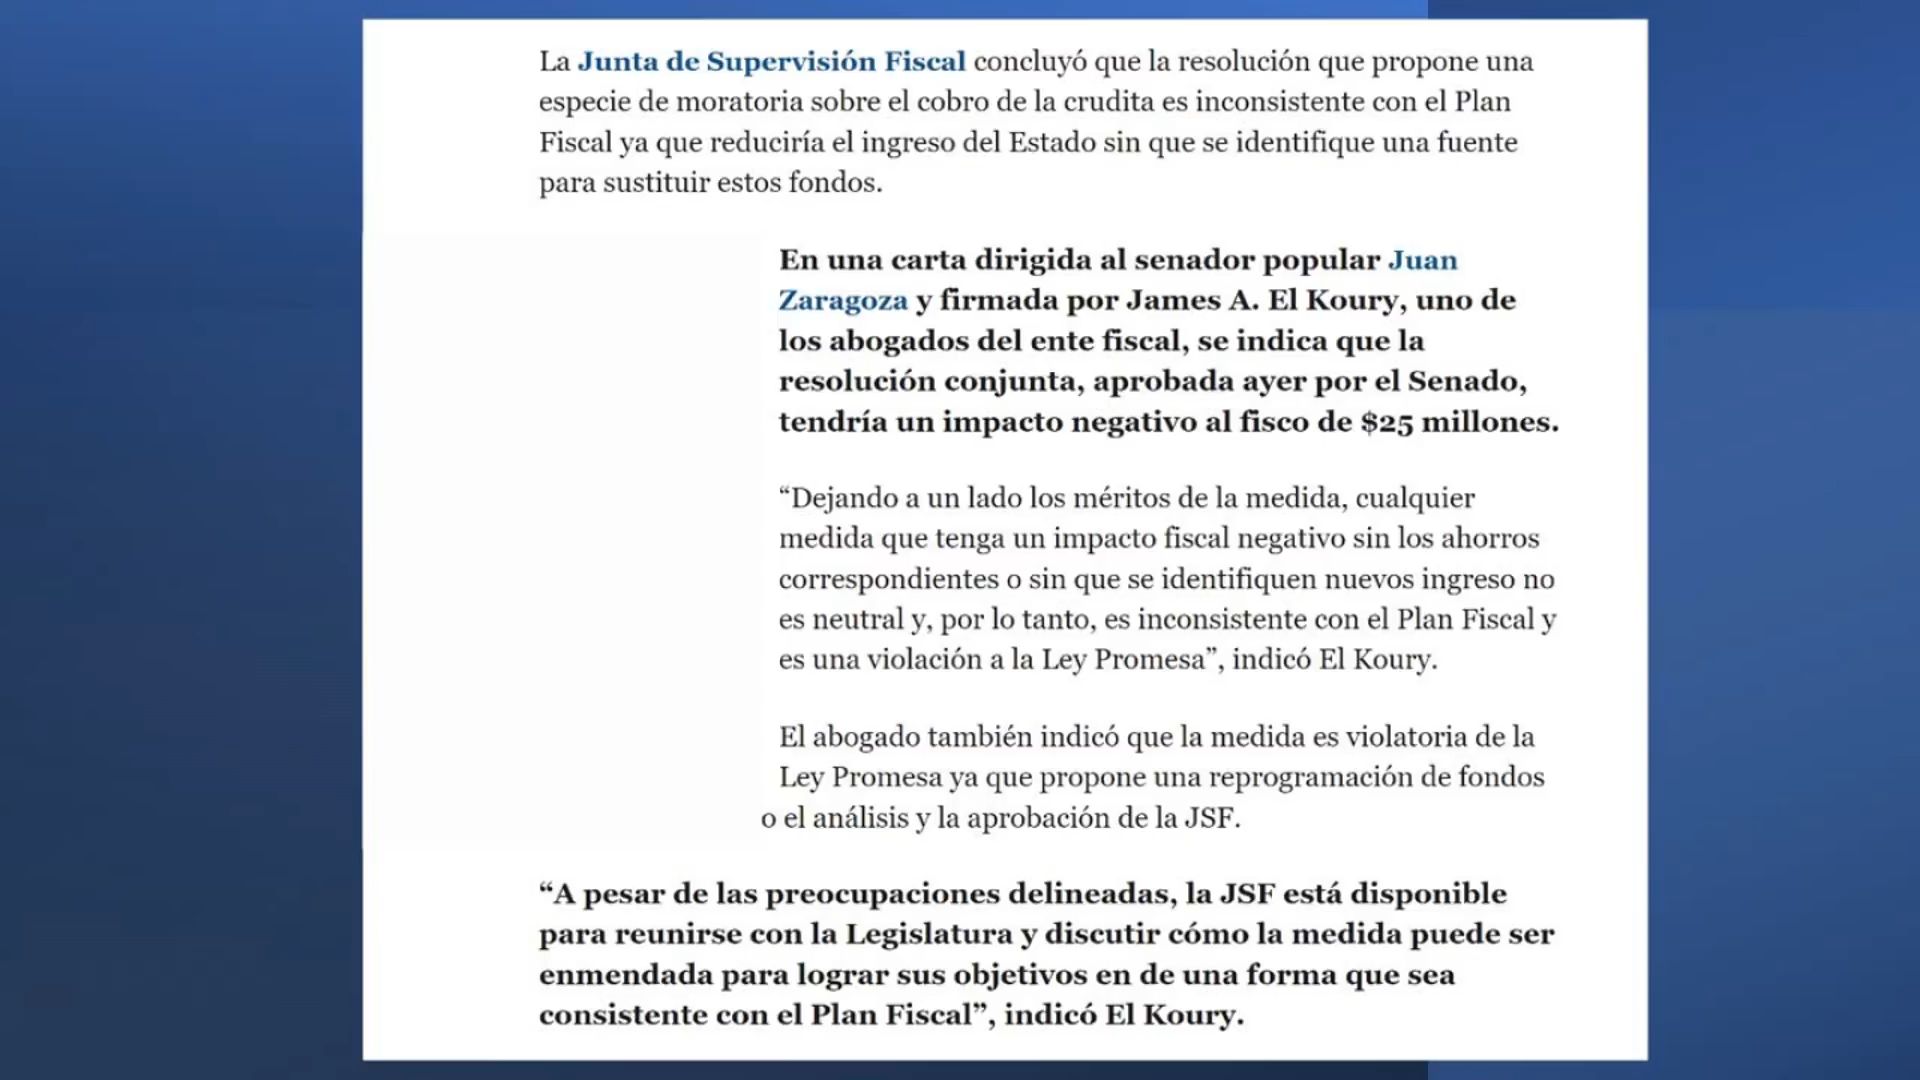 La Junta de Supervisión Fiscal concluyó que la resolución que propone una
especie de moratoria sobre el cobro de la crudita es inconsistente con el Plan
Fiscal ya que reduciría el ingreso del Estado sin que se identifique una fuente
para sustituir estos fondos.
En una carta dirigida al senador popular Juan
Zaragoza y firmada por James A. El Koury, uno de
los abogados del ente fiscal, se indica que la
resolución conjunta, aprobada ayer por el Senado,
tendría un impacto negativo al fisco de $25 millones.
“Dejando a un lado los méritos de la medida, cualquier
medida que tenga un impacto fiscal negativo sin los ahorros
correspondientes o sin que se identifiquen nuevos ingreso no
es neutral y, por lo tanto, es inconsistente con el Plan Fiscal y
es una violación a la Ley Promesa”, indicó El Koury.
El abogado también indicó que la medida es violatoria de la
Ley Promesa ya que propone una reprogramación de fondos
o el análisis y la aprobación de la JSF.
“A pesar de las preocupaciones delineadas, la JSF está disponible
para reunirse con la Legislatura y discutir cómo la medida puede ser
enmendada para lograr sus objetivos en de una forma que sea
consistente con el Plan Fiscal”, indicó El Koury.